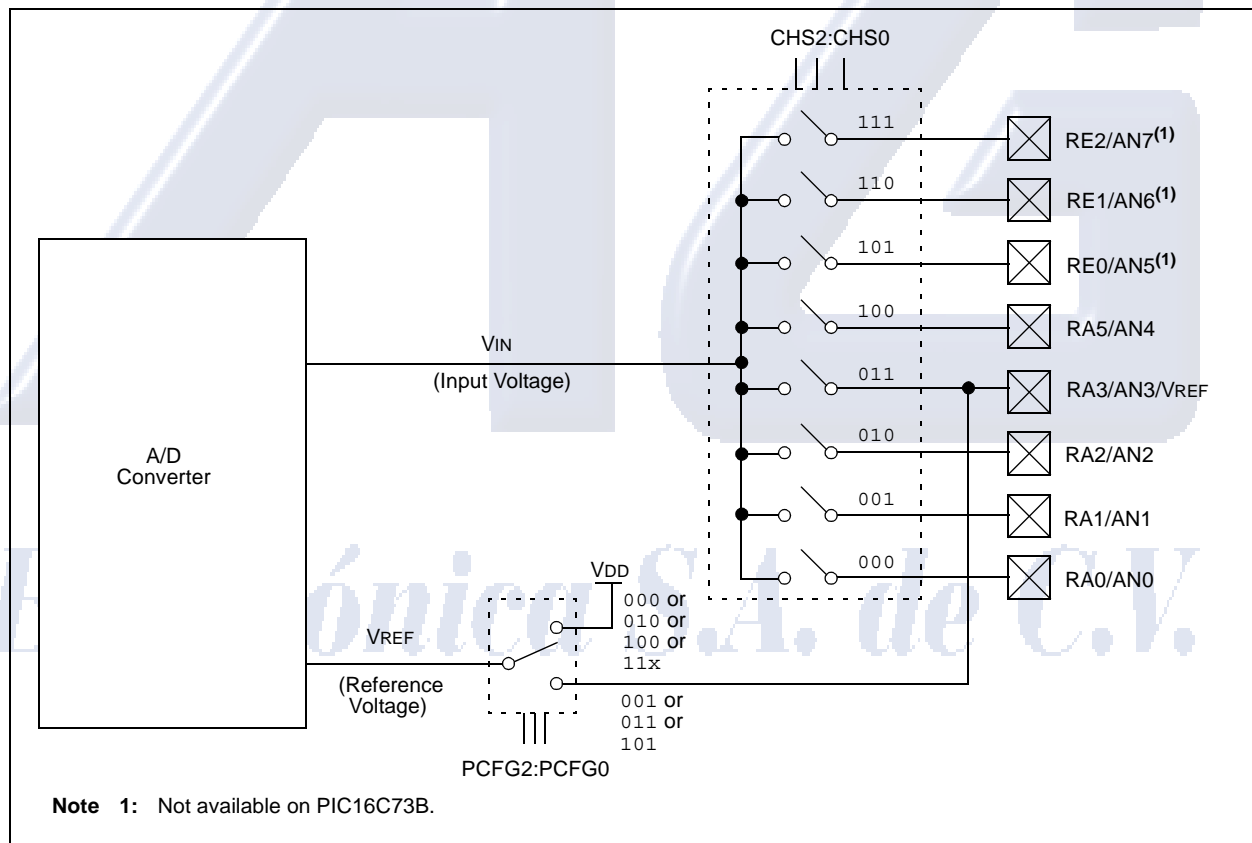 CHS2:CHS0
111
RE2/AN7(1)
110
RE1/AN6(1)
101
RE0/AN5(1)
100
RA5/AN4
VIN
(Input Voltage)
011
RA3/AN3/VREF
010
RA2/AN2
A/D
Converter
001
RA1/AN1
000
RA0/AN0
VDD
000 or
010 or
100 or
11x
VREF
(Reference
Voltage)
001 or
011 or
101
PCFG2:PCFG0
Note 1: Not available on PIC16C73B.
ónica S.A. de C.V.